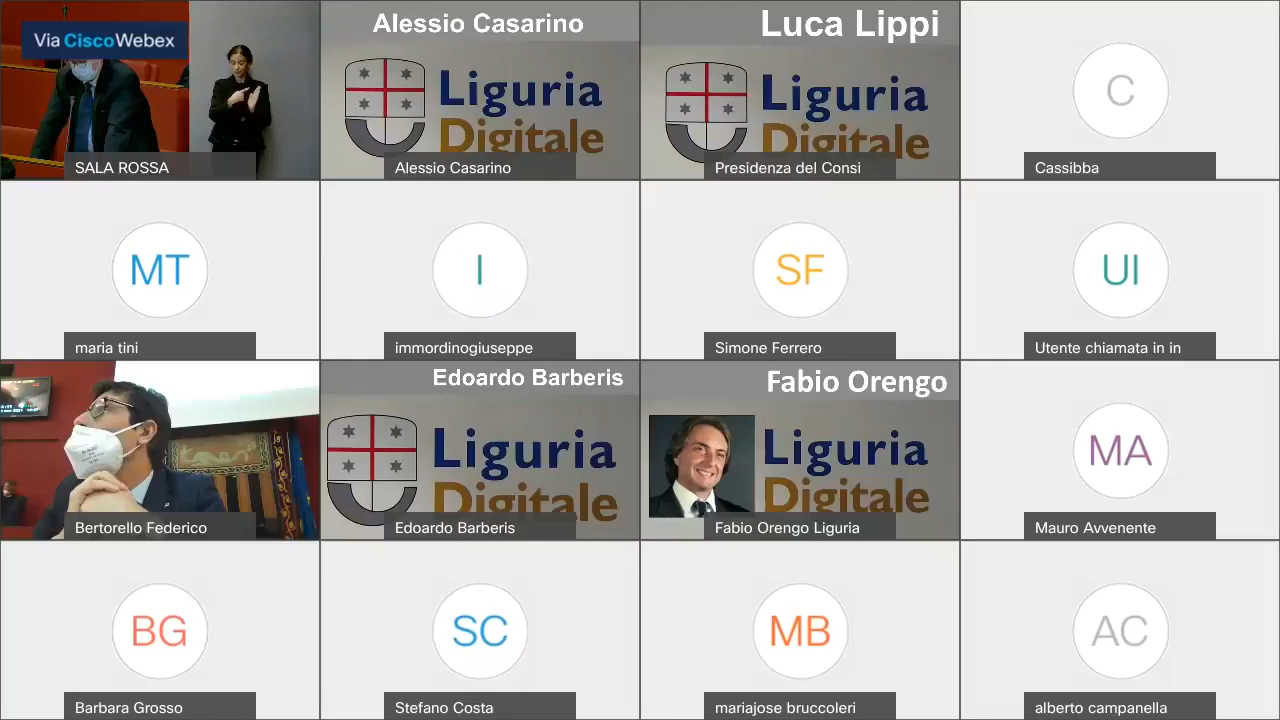 Via Cisco Webex
SALA ROSSA
Alessio Casarino
Liguria
Digitale
Alessio Casarino
Luca Lippi
Liguria
Digitale
Presidenza del Consi
C
Cassibba
MT
maria tini
I
immordinogiuseppe
SF
Simone Ferrero
UI
Utente chiamata in in
Bertorello Federico
Edoardo Barberis
Liguria
Digitale
Edoardo Barberis
Fabio Orengo
Liguria
Digitale
Fabio Orengo Liguria
MA
Mauro Avvenente
BG
Barbara Grosso
SC
Stefano Costa
MB
mariajose bruccoleri
AC
alberto campanella